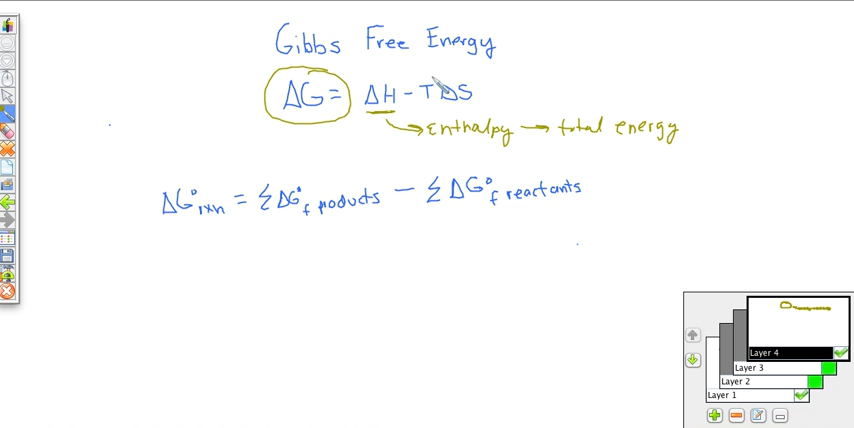 Gibbs Free Energy
ΔG = ΔH - TΔS
Enthalpy → total energy
ΔG°rxn = ΣΔG°f products - ΣΔG°f reactants
Layer 4
Layer 3
Layer 2
Layer 1